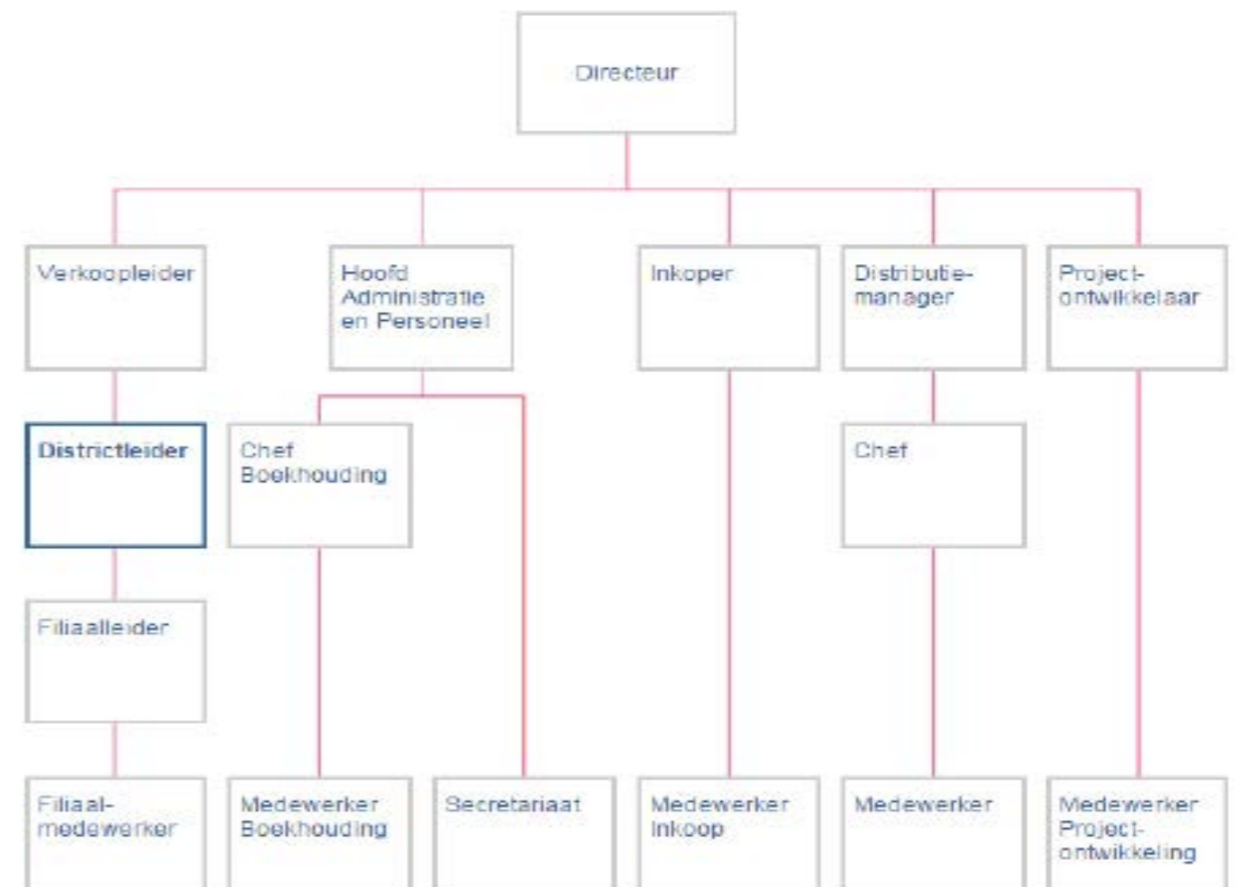 Directeur
Verkoopleider
Hoofd
Administratie
en Personeel
Inkoper
Distributie-
manager
Project-
ontwikkelaar
Districtleider
Chef
Boekhouding
Chef
Filiaalleider
Filiaal-
medewerker
Medewerker
Boekhouding
Secretariaat
Medewerker
Inkoop
Medewerker
Medewerker
Project-
ontwikkeling